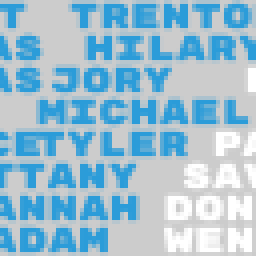 T TRENTO
AS HILARY
AS JORY
MICHAEL
CETYLER PA
TTANY SAV
ANNAH DON
ADAM WEN